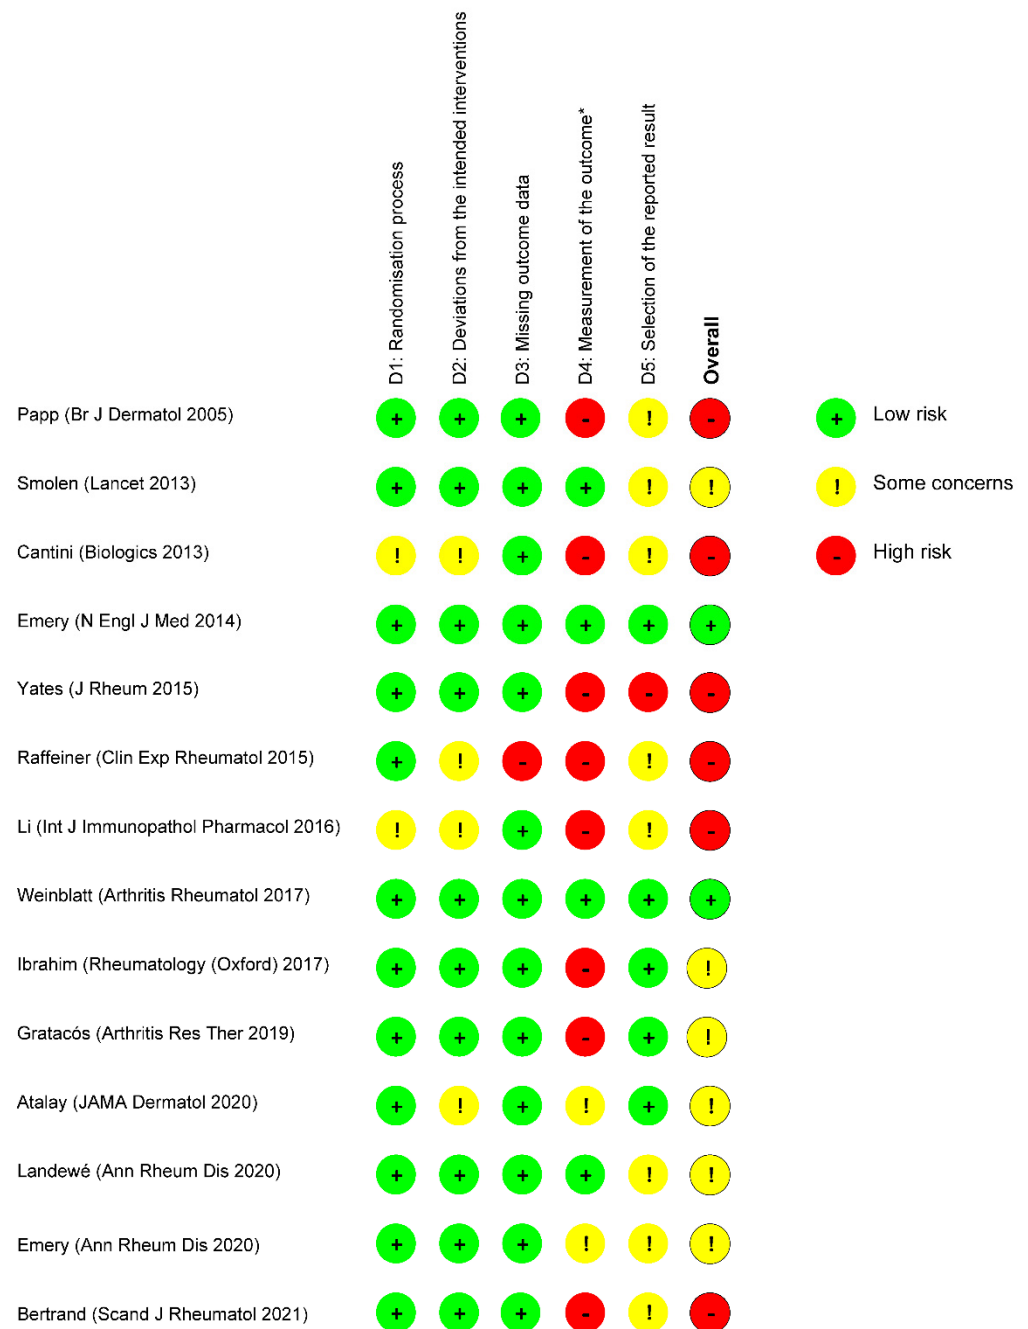 D1: Randomisation process
D2: Deviations from the intended interventions
D3: Missing outcome data
D4: Measurement of the outcome*
D5: Selection of the reported result
Overall
Papp (Br J Dermatol 2005) + + + - ! -
+ Low risk
Smolen (Lancet 2013) + + + + ! !
! Some concerns
Cantini (Biologics 2013) ! ! + - ! -
- High risk
Emery (N Engl J Med 2014) + + + + + +
Yates (J Rheum 2015) + + + - - -
Raffeiner (Clin Exp Rheumatol 2015) + ! - - ! -
Li (Int J Immunopathol Pharmacol 2016) ! ! + - ! -
Weinblatt (Arthritis Rheumatol 2017) + + + + + +
Ibrahim (Rheumatology (Oxford) 2017) + + + - + !
Gratacós (Arthritis Res Ther 2019) + + + - + !
Atalay (JAMA Dermatol 2020) + ! + ! + !
Landewé (Ann Rheum Dis 2020) + + + + ! !
Emery (Ann Rheum Dis 2020) + + + ! ! !
Bertrand (Scand J Rheumatol 2021) + + + - ! -